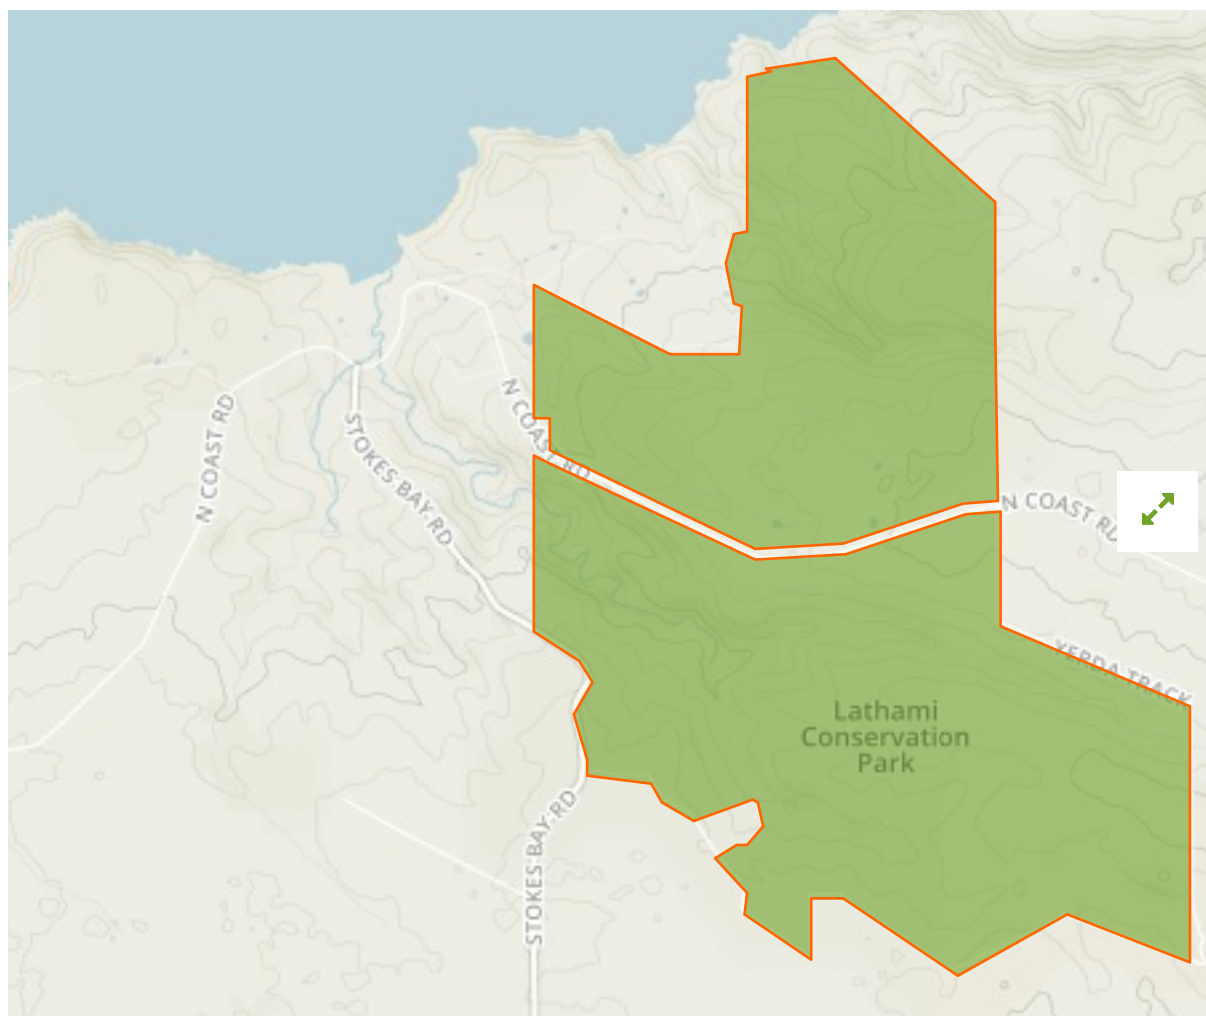 N COAST RD
N COAST RD
STOKES BAY RD
N COAST RD
YERDA TRACK
Lathami
Conservation
Park
STOKES BAY RD